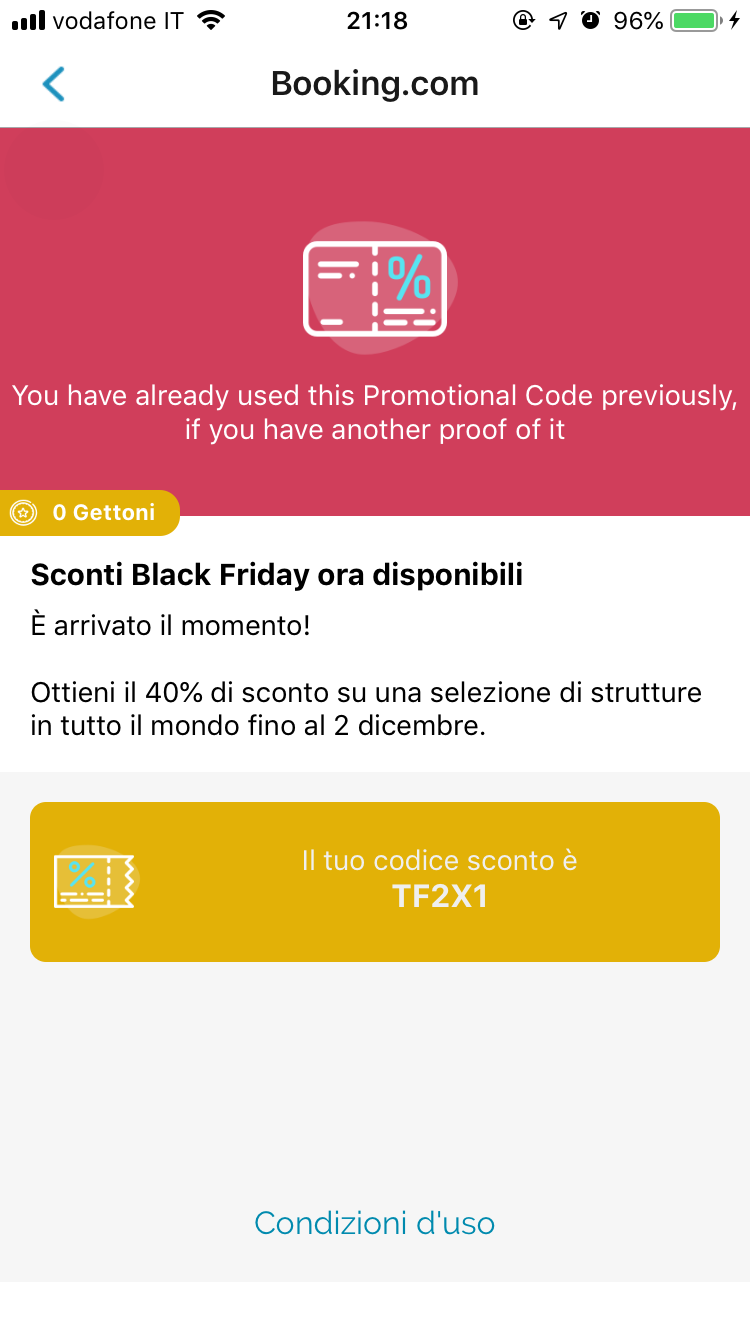 vodafone IT 21:18 96%
Booking.com
%
You have already used this Promotional Code previously,
if you have another proof of it
0 Gettoni
Sconti Black Friday ora disponibili
È arrivato il momento!
Ottieni il 40% di sconto su una selezione di strutture
in tutto il mondo fino al 2 dicembre.
%
Il tuo codice sconto è
TF2X1
Condizioni d'uso